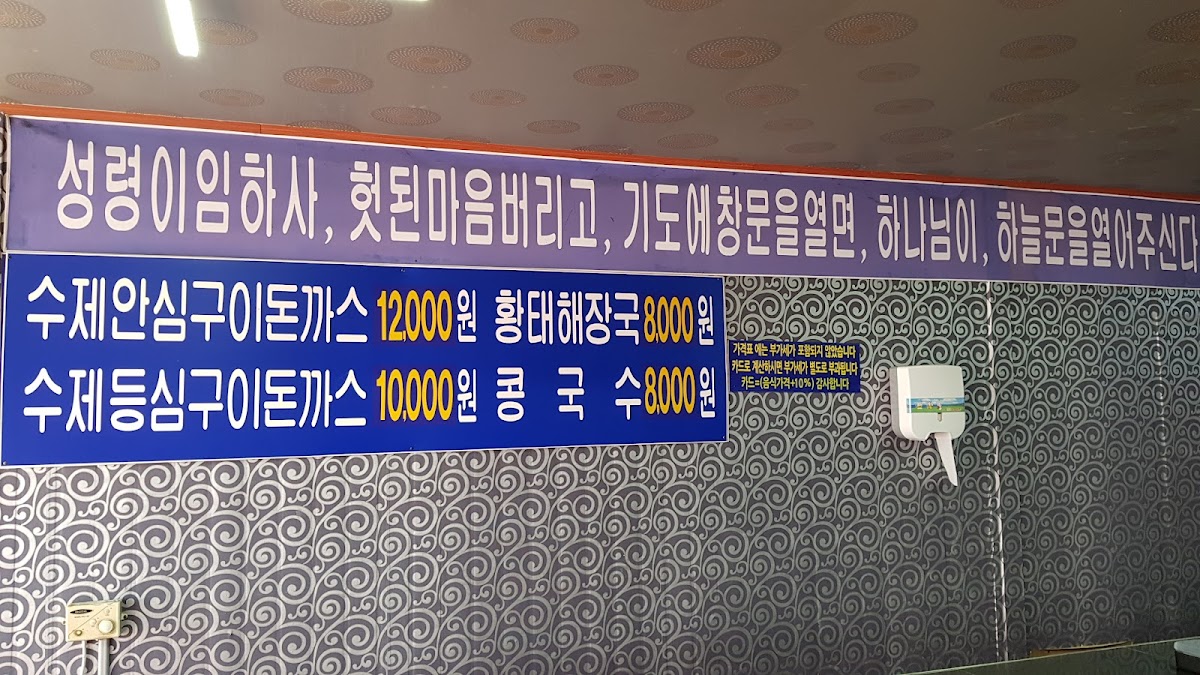 성령이임하사, 헛된마음버리고, 기도에창문을열면, 하나님이, 하늘문을열어주신다
수제안심구이돈까스 12,000원 황태해장국 8,000원
수제등심구이돈까스 10,000원 콩 국 수 8,000원
가격표 에는 부가세가 포함되지 않았습니다
카드로 계산하시면 부가세가 별도로 부과됩니다
카드=(음식가격+10%) 감사합니다